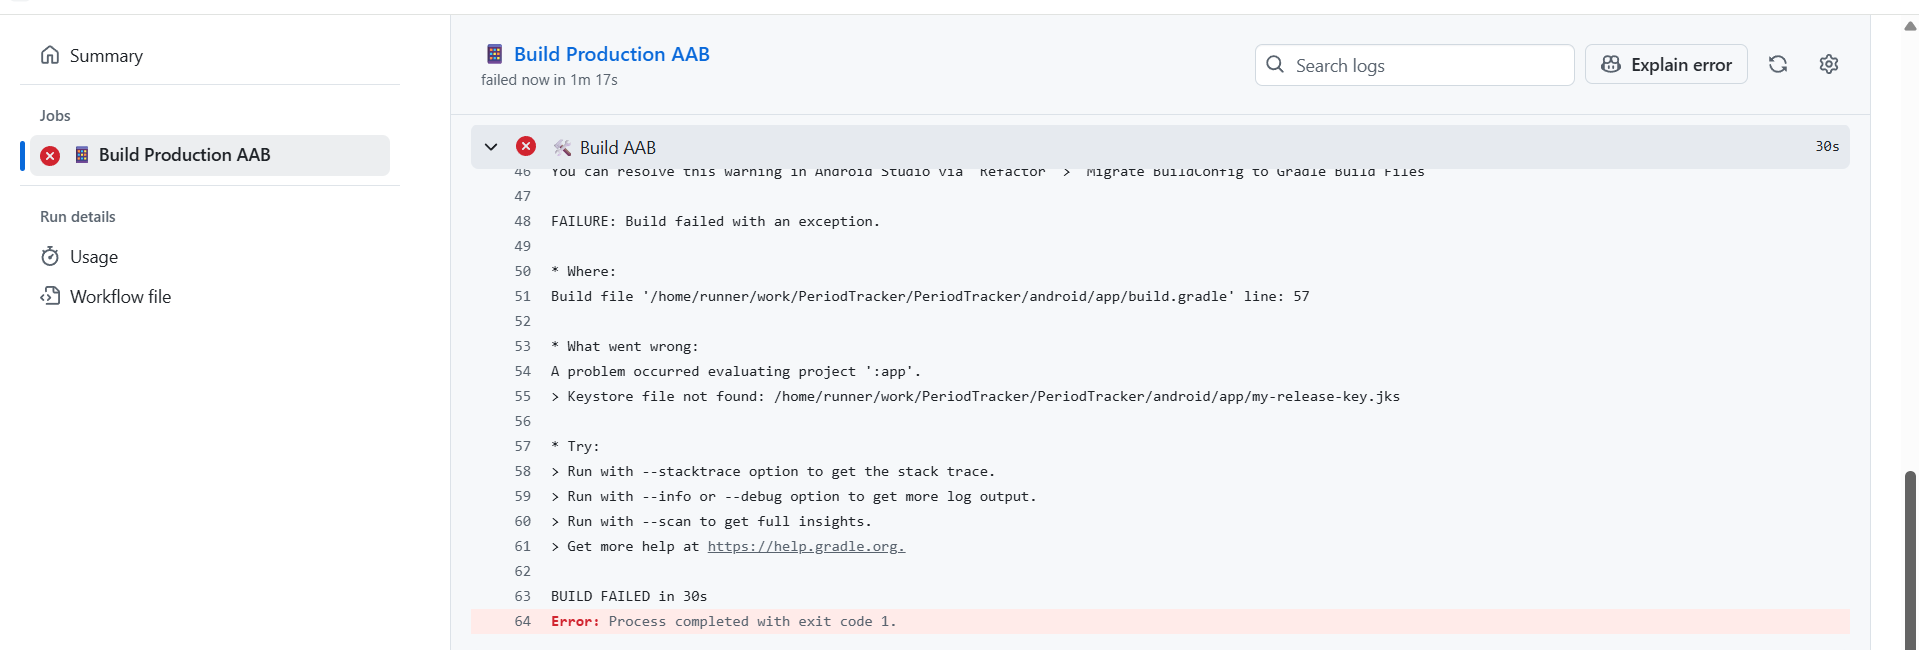 Summary
Jobs
Build Production AAB
Run details
Usage
Workflow file
Build Production AAB
failed now in 1m 17s
Search logs
Explain error
Build AAB
30s
46 You can resolve this warning in Android Studio via `Refactor` > `Migrate BuildConfig to Gradle Build Files`
47
48 FAILURE: Build failed with an exception.
49
50 * Where:
51 Build file '/home/runner/work/PeriodTracker/PeriodTracker/android/app/build.gradle' line: 57
52
53 * What went wrong:
54 A problem occurred evaluating project ':app'.
55 > Keystore file not found: /home/runner/work/PeriodTracker/PeriodTracker/android/app/my-release-key.jks
56
57 * Try:
58 > Run with --stacktrace option to get the stack trace.
59 > Run with --info or --debug option to get more log output.
60 > Run with --scan to get full insights.
61 > Get more help at https://help.gradle.org.
62
63 BUILD FAILED in 30s
64 Error: Process completed with exit code 1.